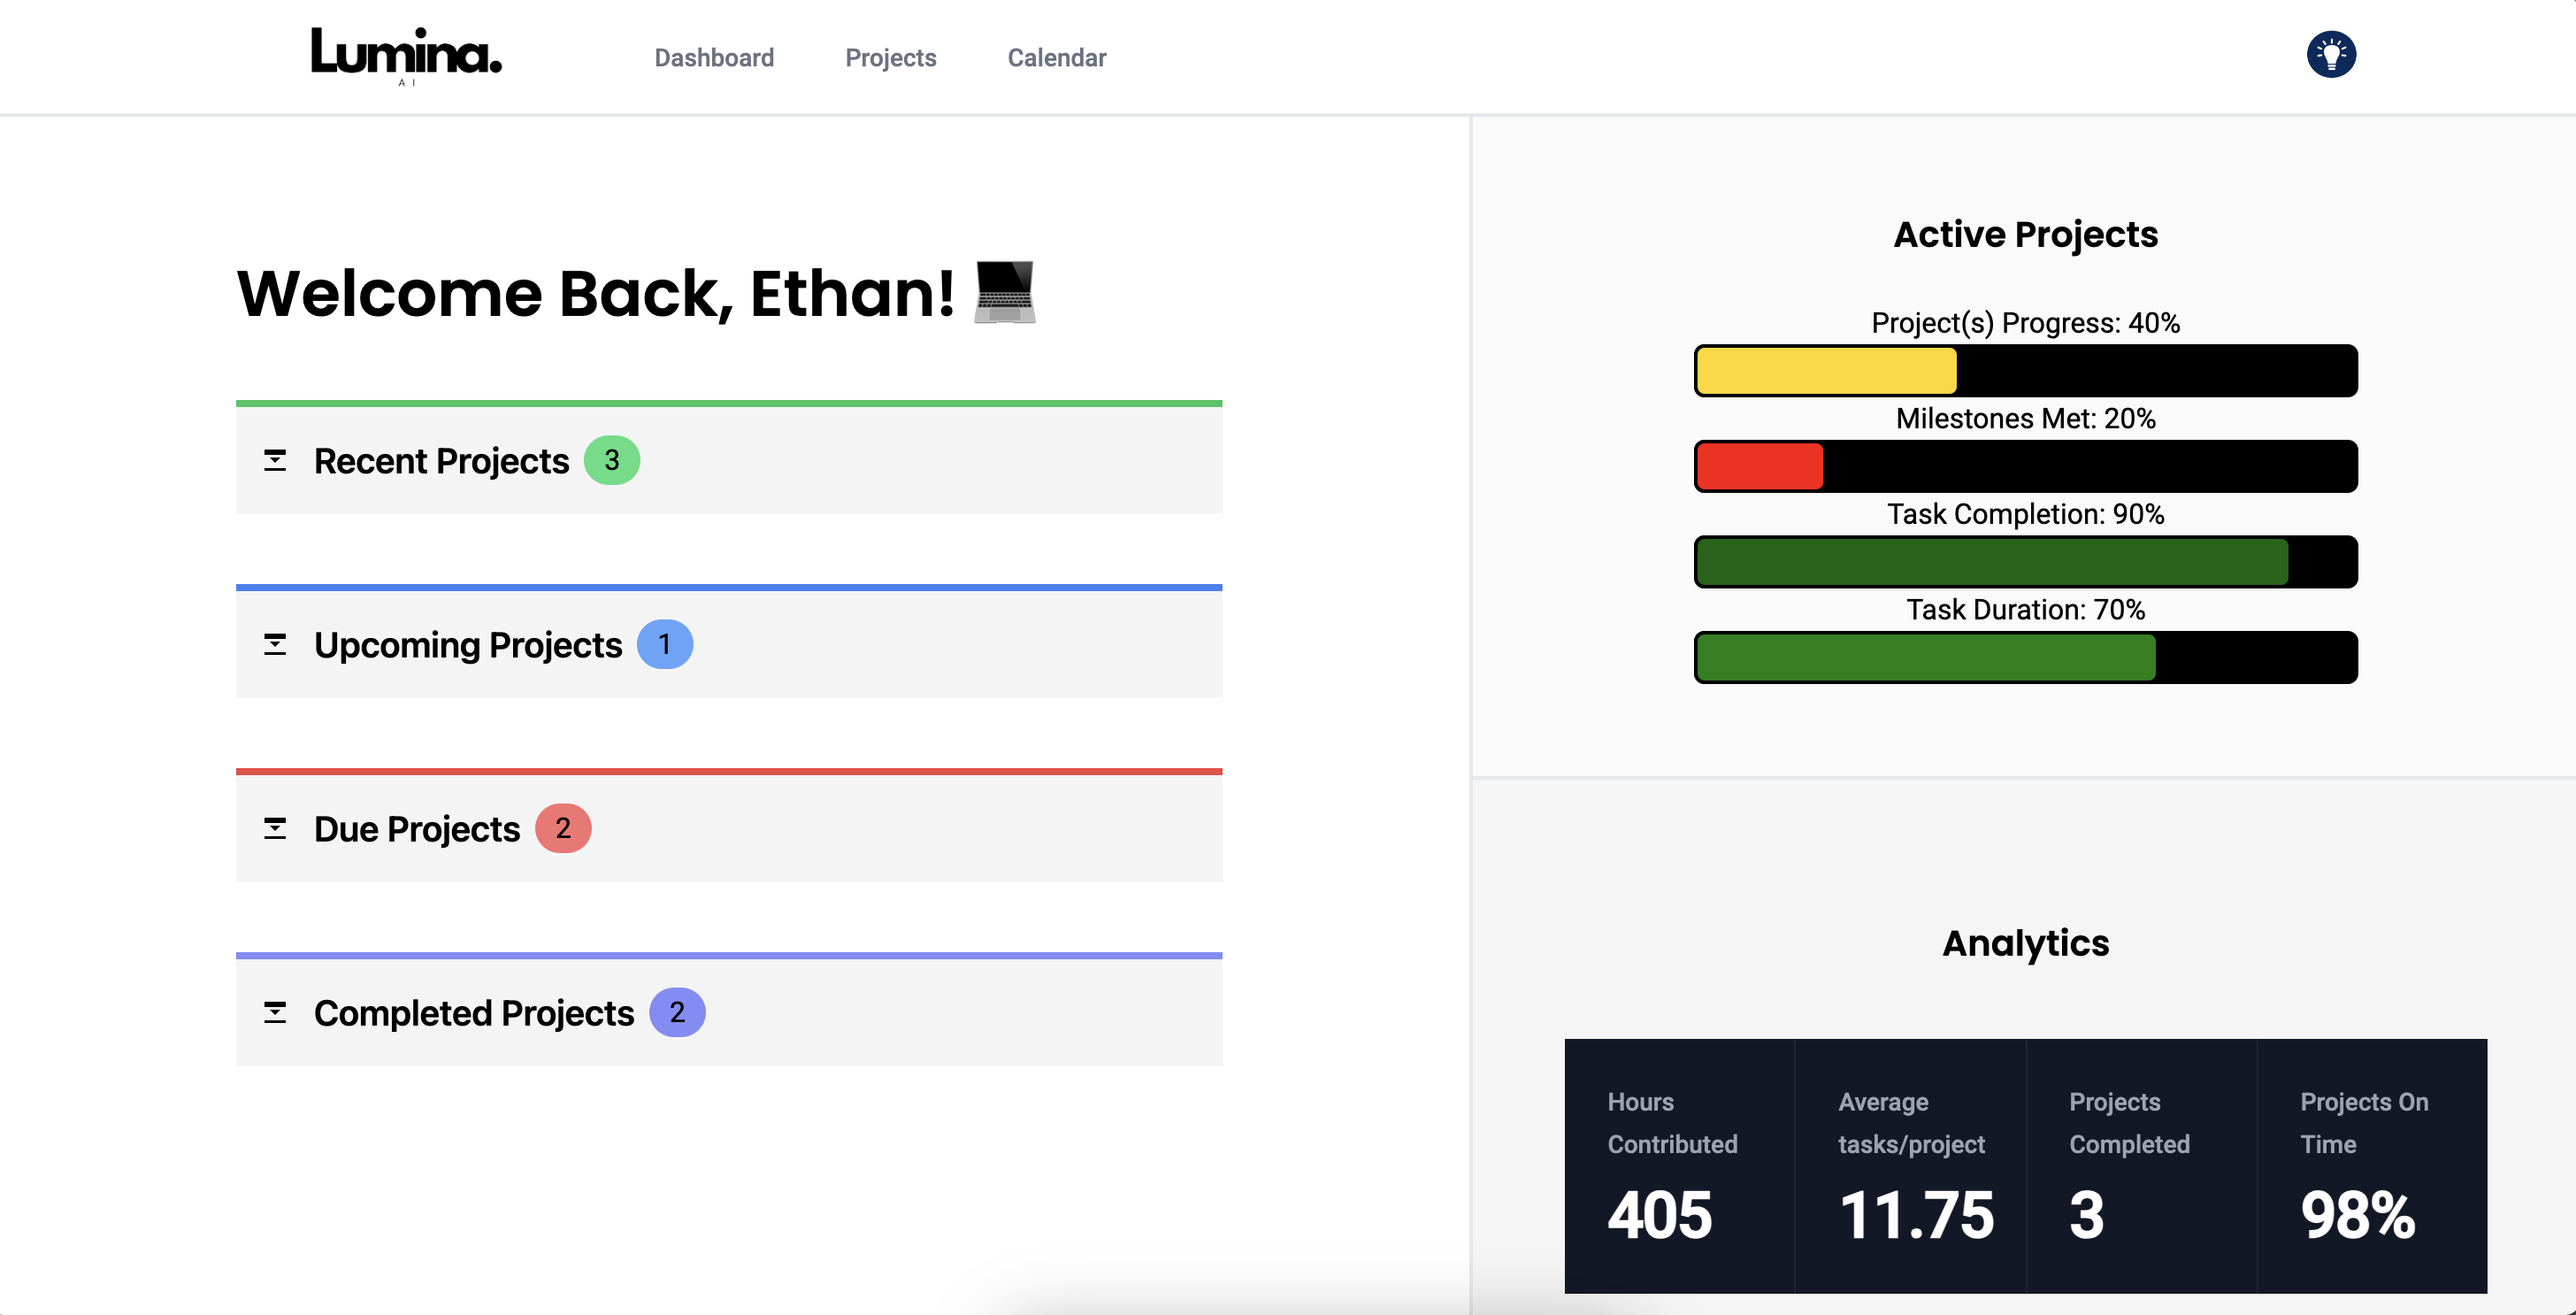 Lumina.
AI
Dashboard
Projects
Calendar
Welcome Back, Ethan!
Recent Projects 3
Upcoming Projects 1
Due Projects 2
Completed Projects 2
Active Projects
Project(s) Progress: 40%
Milestones Met: 20%
Task Completion: 90%
Task Duration: 70%
Analytics
Hours
Contributed
405
Average
tasks/project
11.75
Projects
Completed
3
Projects On
Time
98%